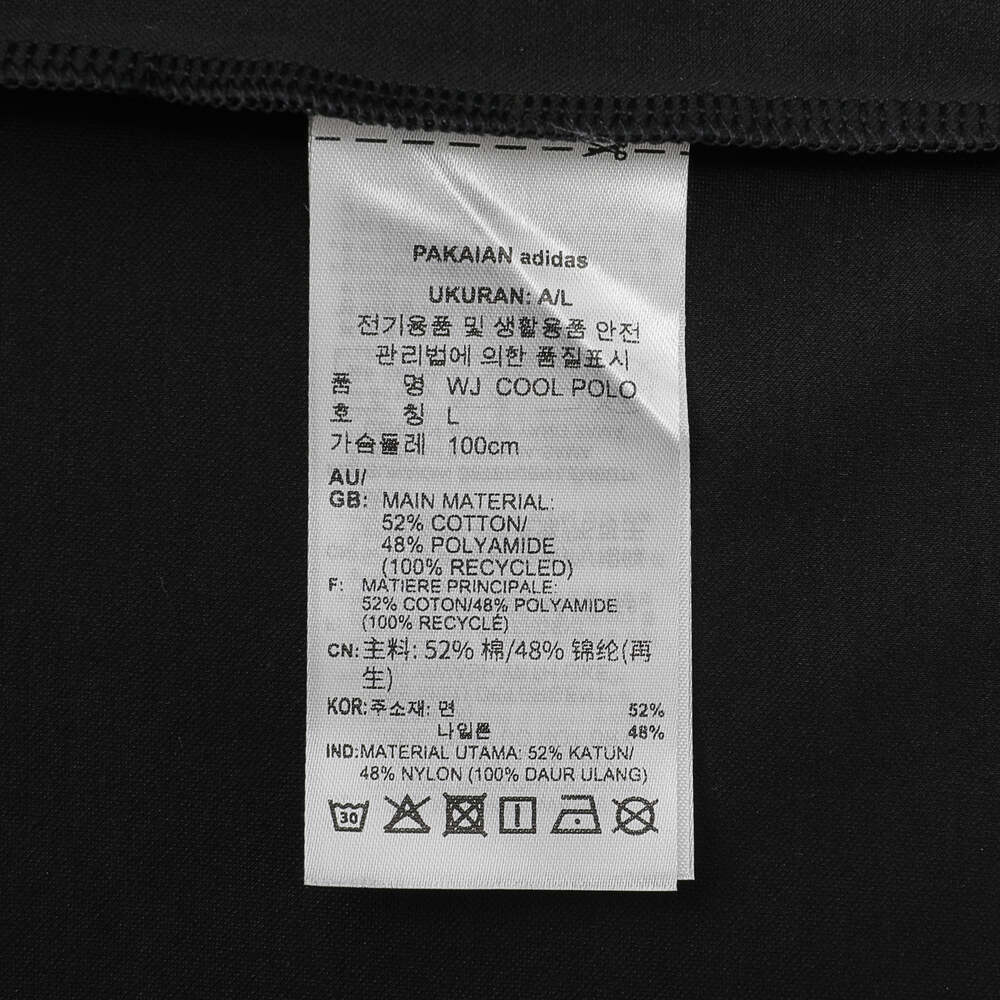 PAKAIAN adidas
UKURAN: A/L
전기용품 및 생활용품 안전
관리법에 의한 품질표시
품 명 WJ COOL POLO
호 칭 L
가슴둘레 100cm
AU/
GB: MAIN MATERIAL:
52% COTTON/
48% POLYAMIDE
(100% RECYCLED)
F: MATIERE PRINCIPALE:
52% COTON/48% POLYAMIDE
(100% RECYCLÉ)
CN: 主料: 52% 棉/48% 锦纶(再
生)
KOR: 주소재: 면 52%
나일론 48%
IND: MATERIAL UTAMA: 52% KATUN/
48% NYLON (100% DAUR ULANG)
30